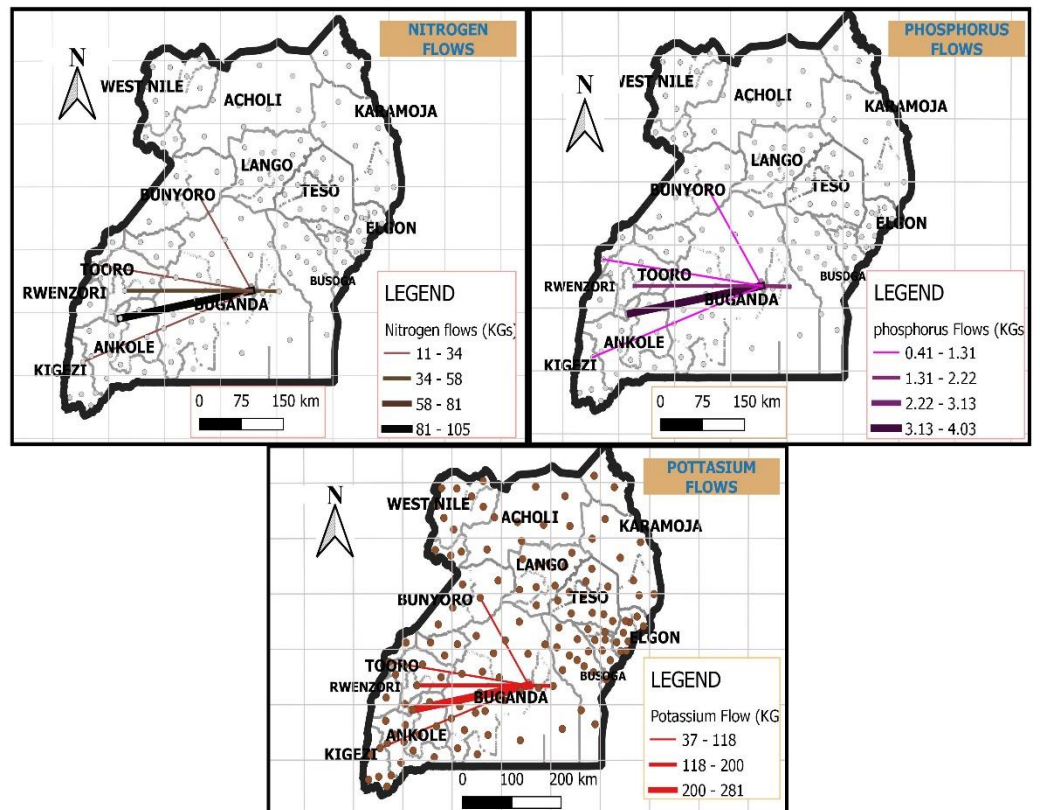 NITROGEN
FLOWS
N
WEST NILE
ACHOLI
KARAMOJA
LANGO
TESO
BUNYORO
ELGON
TOORO
RWENZORI
BUSOGA
BUGANDA
ANKOLE
KIGEZI
LEGEND
Nitrogen flows (KGs)
11 - 34
34 - 58
58 - 81
81 - 105
0 75 150 km
PHOSPHORUS
FLOWS
N
WEST NILE
ACHOLI
KARAMOJA
LANGO
TESO
BUNYORO
ELGON
TOORO
RWENZORI
BUSOGA
BUGANDA
ANKOLE
KIGEZI
LEGEND
phosphorus Flows (KGs
0.41 - 1.31
1.31 - 2.22
2.22 - 3.13
3.13 - 4.03
0 75 150 km
POTTASIUM
FLOWS
N
WEST NILE
ACHOLI
KARAMOJA
LANGO
TESO
BUNYORO
ELGON
TOORO
RWENZORI
BUSOGA
BUGANDA
ANKOLE
KIGEZI
LEGEND
Potassium Flow (KG
37 - 118
118 - 200
200 - 281
0 100 200 km